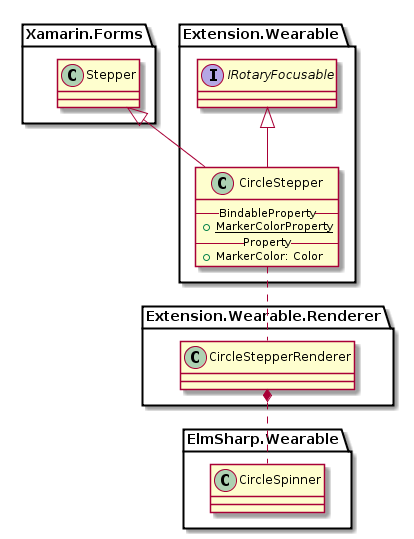 Xamarin.Forms
Extension.Wearable
C Stepper
I IRotaryFocusable
C CircleStepper
BindableProperty
MarkerColorProperty
Property
MarkerColor: Color
Extension.Wearable.Renderer
C CircleStepperRenderer
ElmSharp.Wearable
C CircleSpinner